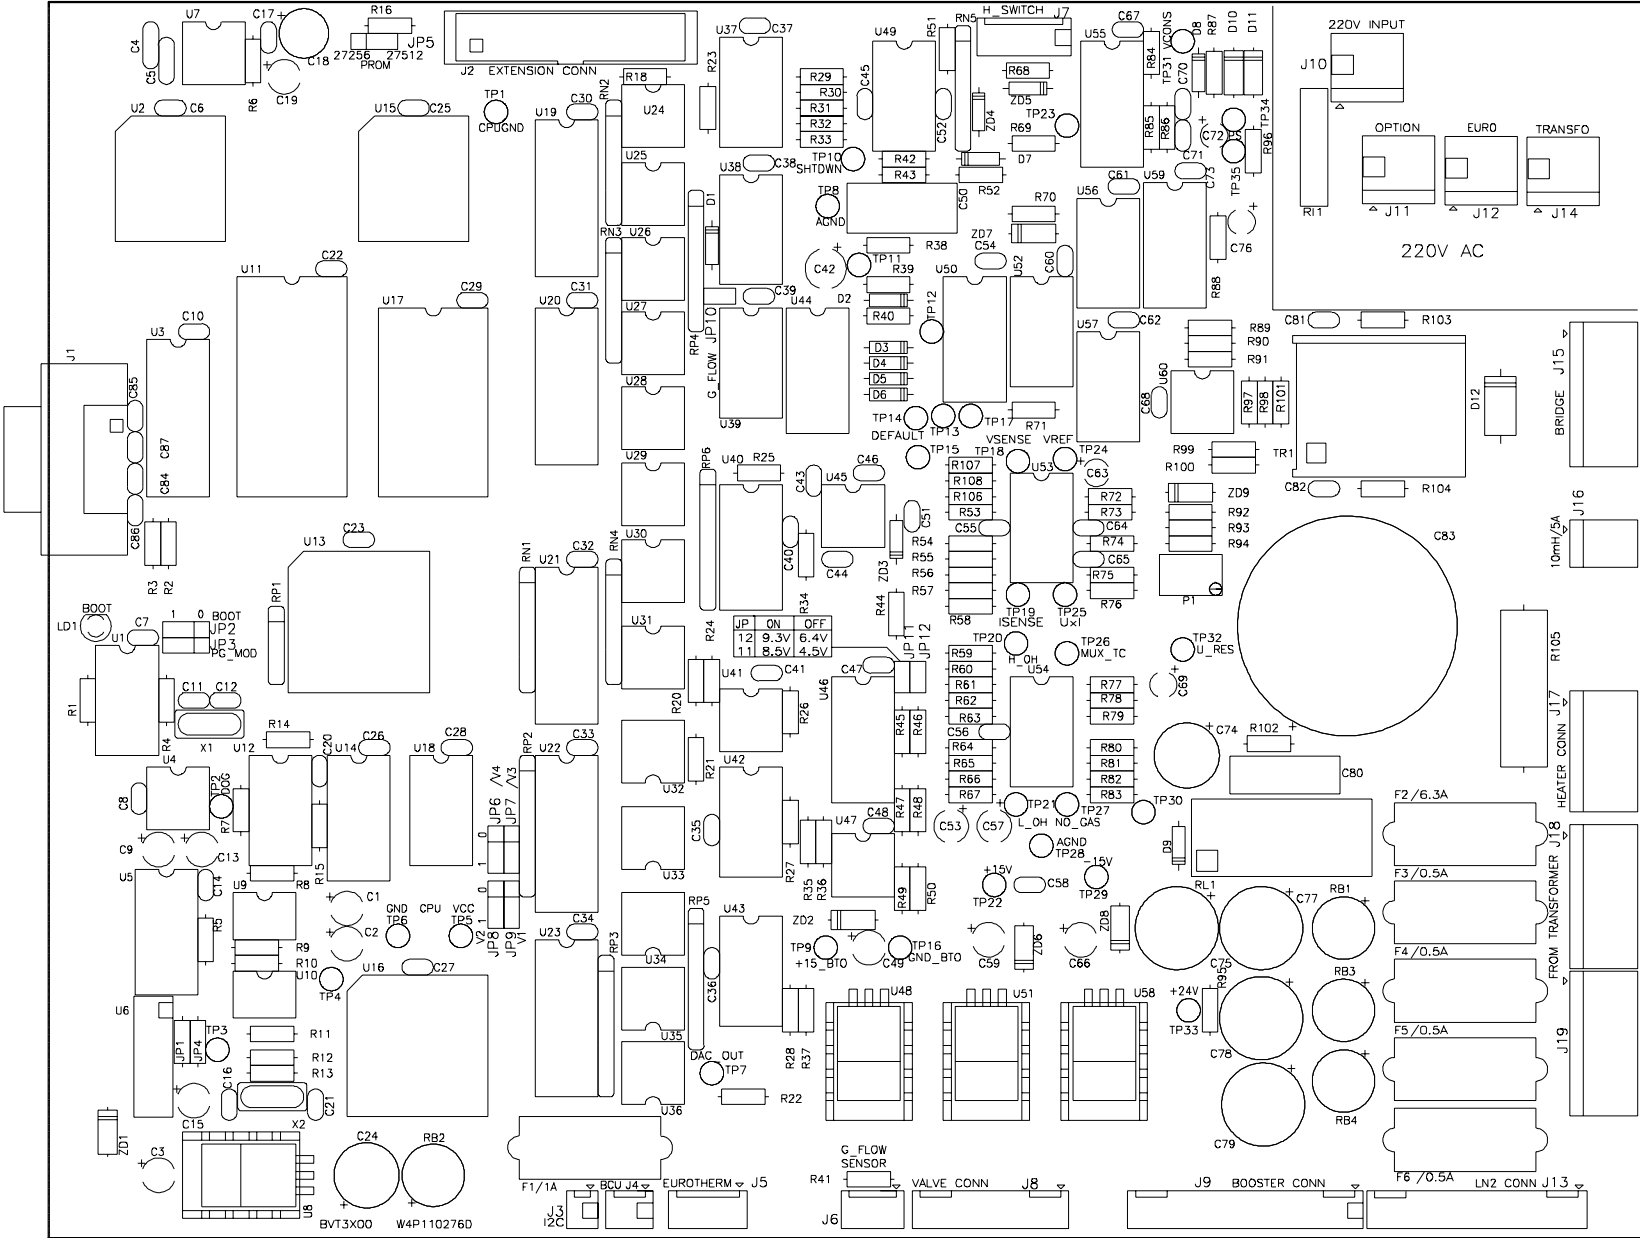 U7
C17
R16
C4
C5
C18
JP5
27256 27512
PROM
R6
C19
J2 EXTENSION CONN
U2
C6
U15
C25
TP1
CPUGND
U19
C30
RN2
R18
U24
R23
U37
C37
R29
R30
R31
R32
R33
C45
U49
R51
RN5
C52
H_SWITCH
J7
R68
ZD5
ZD4
R69
TP23
U55
C67
R84
TP31 VCONS
D8
R87
D10
D11
C70
R85
R86
C72
TP34
TP35
R96
C71
C73
220V INPUT
J10
OPTION
EURO
TRANSFO
RI1
J11
J12
J14
220V AC
U25
D1
U38
C38
TP10
SHTDWN
R42
R43
D7
R52
TP8
AGND
C50
R70
ZD7
U56
C61
U59
C76
R88
RN3
U26
C42
TP11
R38
R39
D2
R40
TP12
U50
C54
U52
C60
U11
C22
U17
C29
U20
C31
U27
RP4
G_FLOW JP10
C39
U44
D3
D4
D5
D6
U57
C62
R89
R90
R91
U60
C68
R97
R98
R101
C81
R103
D12
BRIDGE J15
U3
C10
J1
C85
C87
C84
C86
R3
R2
U28
U39
TP14
TP13
TP17
R71
DEFAULT
TP15
VSENSE
TP18
VREF
TP24
R99
R100
TR1
U29
RP6
U40
R25
C43
U45
C46
R107
R108
R106
R53
C55
U53
C63
R72
R73
C64
R74
C65
R75
R76
ZD9
R92
R93
R94
P1
C82
R104
C83
J16
10mH/5A
U13
C23
RP1
RN1
U21
C32
RN4
U30
C40
R34
C44
ZD3
C51
R54
R55
R56
R57
R58
R44
TP19
ISENSE
TP25
UxI
BOOT
LD1
U1
C7
1 0
BOOT
JP2
JP3
PG_MOD
U31
R24
JP ON OFF
12 9.3V 6.4V
11 8.5V 4.5V
JP11
JP12
TP20
H_OH
TP26
MUX_TC
TP32
U_RES
R105
R1
R4
C11
C12
X1
R20
U41
C41
R26
U46
C47
R59
R60
R61
R62
R63
C56
R64
R65
R66
R67
U54
R77
R78
R79
R80
R81
R82
R83
C69
C74
R102
C80
HEATER CONN J17
R45
R46
U12
R14
C20
U14
C26
U18
C28
RP2
U22
C33
JP6 /V4
JP7 /V3
U32
R21
U42
U4
C8
TP2
DOG
R7
C9
C13
R15
R8
1 0
U33
C35
R27
U47
C48
R47
R48
C53
C57
TP21
L_OH
TP27
NO_GAS
TP30
AGND
TP28
D9
RL1
F2/6.3A
F3/0.5A
F4/0.5A
F5/0.5A
F6 /0.5A
FROM TRANSFORMER J18
J19
U5
C14
R5
U9
C1
C2
GND
TP6
CPU
VCC
TP5
V2 1 0
JP8
JP9
V1
U23
C34
RP3
U34
RP5
U43
R35
R36
ZD2
R49
R50
+15V
TP22
C58
-15V
TP29
ZD8
C77
RB1
C75
TP9
+15_BTO
C49
TP16
GND_BTO
C59
ZD6
C66
R9
R10
U10
TP4
U16
C27
C36
U35
U48
U51
U58
+24V
TP33
R95
RB3
C78
RB4
C79
U6
JP1
JP4
TP3
R11
R12
R13
C16
C15
C21
X2
R28
R37
DAC_OUT
TP7
R22
U36
ZD1
C3
U8
C24
RB2
BVT3X00
W4P110276D
F1/1A
J3
I2C
BCU J4
EUROTHERM J5
G_FLOW
SENSOR
R41
J6
VALVE CONN J8
J9 BOOSTER CONN
LN2 CONN J13